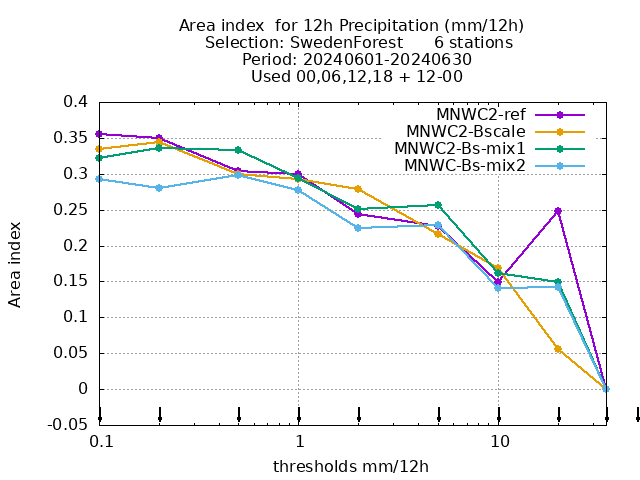 Area index  for 12h Precipitation (mm/12h)
Selection: SwedenForest      6 stations
Period: 20240601-20240630
Used 00,06,12,18 + 12-00
MNWC2-ref
MNWC2-Bscale
MNWC2-Bs-mix1
MNWC-Bs-mix2
0.4
0.35
0.3
0.25
0.2
0.15
0.1
0.05
0
-0.05
Area index
0.1
1
10
thresholds mm/12h